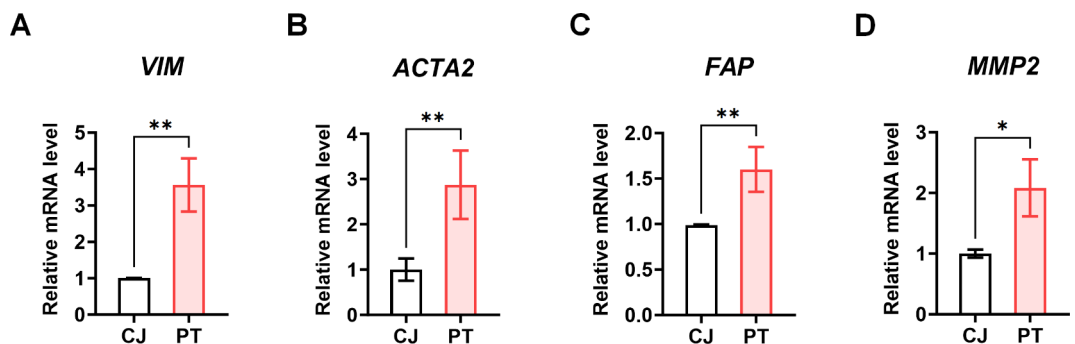 A
VIM
**
Relative mRNA level
5
4
3
2
1
0
CJ PT
B
ACTA2
**
Relative mRNA level
4
3
2
1
0
CJ PT
C
FAP
**
Relative mRNA level
2.0
1.5
1.0
0.5
0.0
CJ PT
D
MMP2
*
Relative mRNA level
3
2
1
0
CJ PT